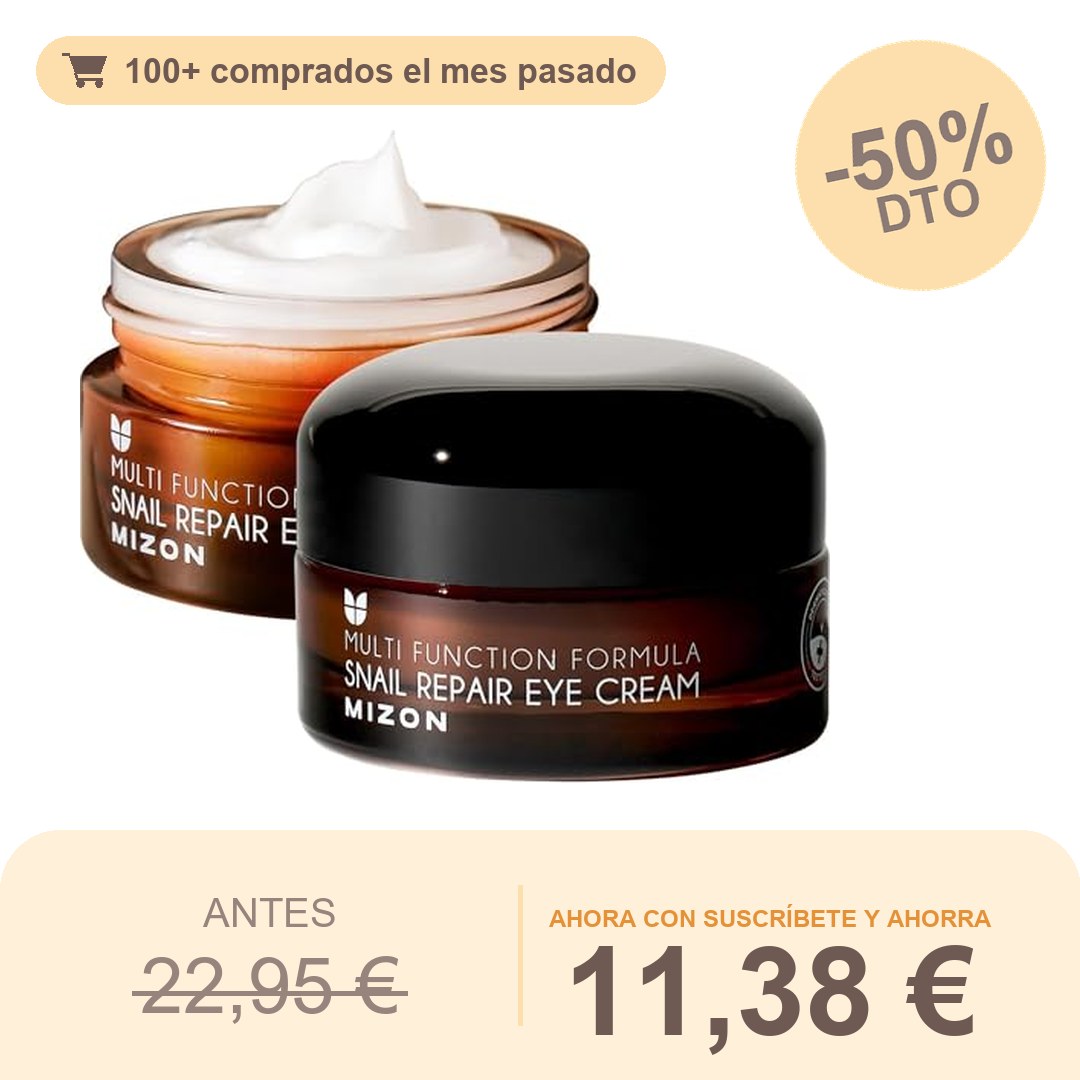 100+ comprados el mes pasado
-50%
DTO
MULTI FUNCTION
SNAIL REPAIR E
MIZON
MULTI FUNCTION FORMULA
SNAIL REPAIR EYE CREAM
MIZON
ANTES
22,95 €
AHORA CON SUSCRÍBETE Y AHORRA
11,38 €